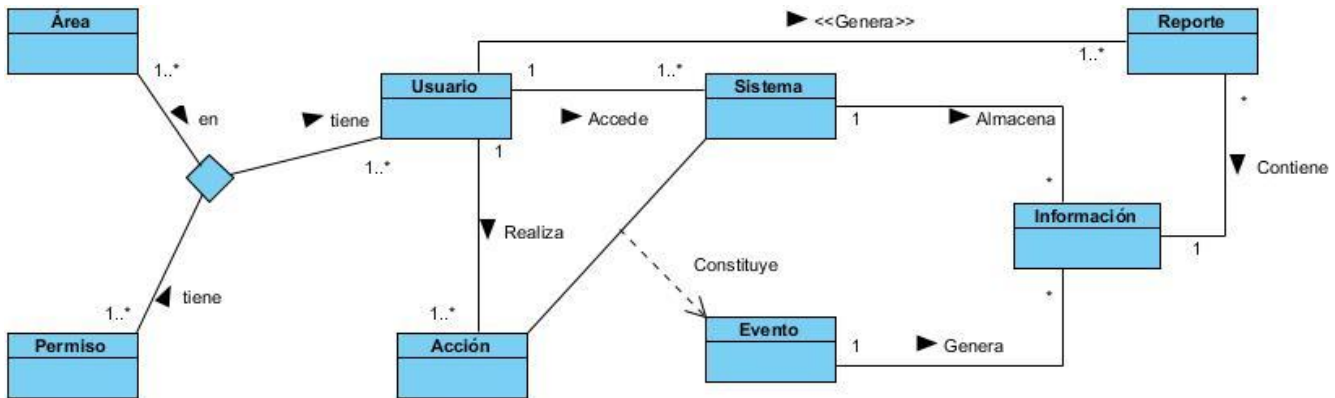 Área
<<Genera>>
Reporte
1..*
1..*
1
1..*
Usuario
Sistema
*
en
tiene
Accede
1
Almacena
1
1..*
*
Contiene
Información
Realiza
1
Constituye
tiene
*
1..*
1..*
Permiso
Acción
Evento
1
Genera